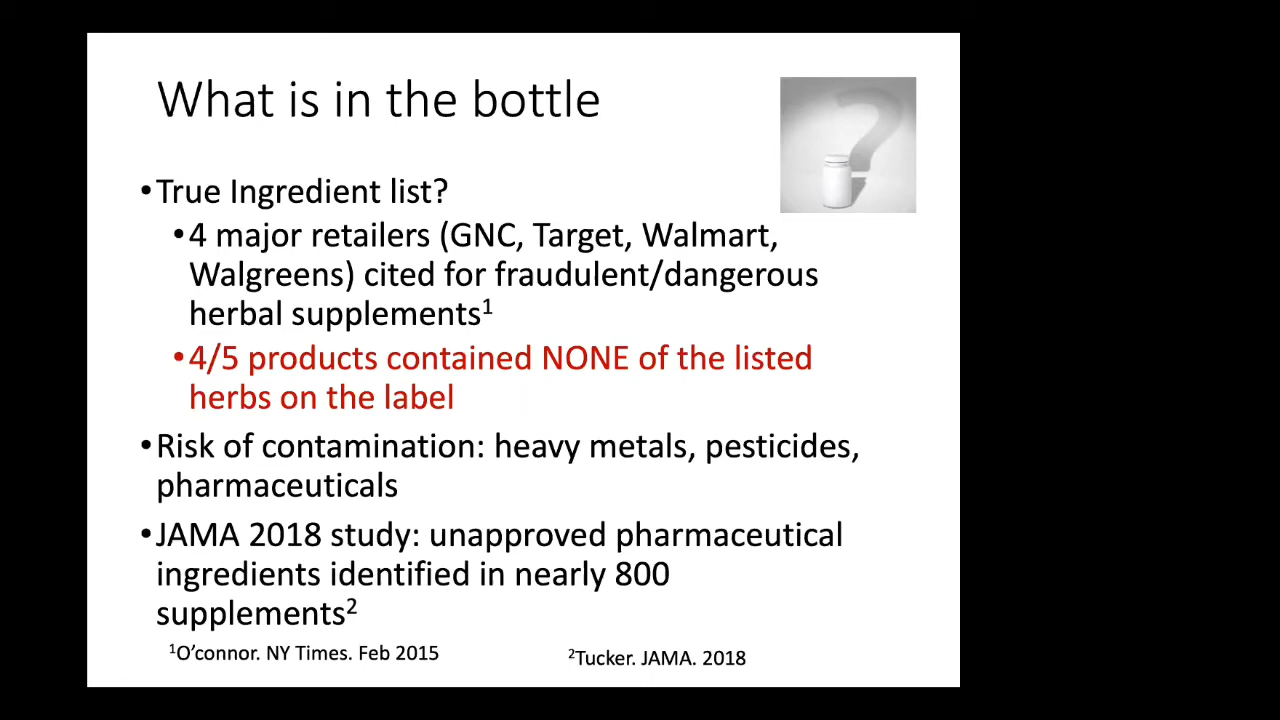 What is in the bottle
•True Ingredient list?
•4 major retailers (GNC, Target, Walmart,
Walgreens) cited for fraudulent/dangerous
herbal supplements¹
•4/5 products contained NONE of the listed
herbs on the label
•Risk of contamination: heavy metals, pesticides,
pharmaceuticals
•JAMA 2018 study: unapproved pharmaceutical
ingredients identified in nearly 800
supplements²
¹O’connor. NY Times. Feb 2015
²Tucker. JAMA. 2018